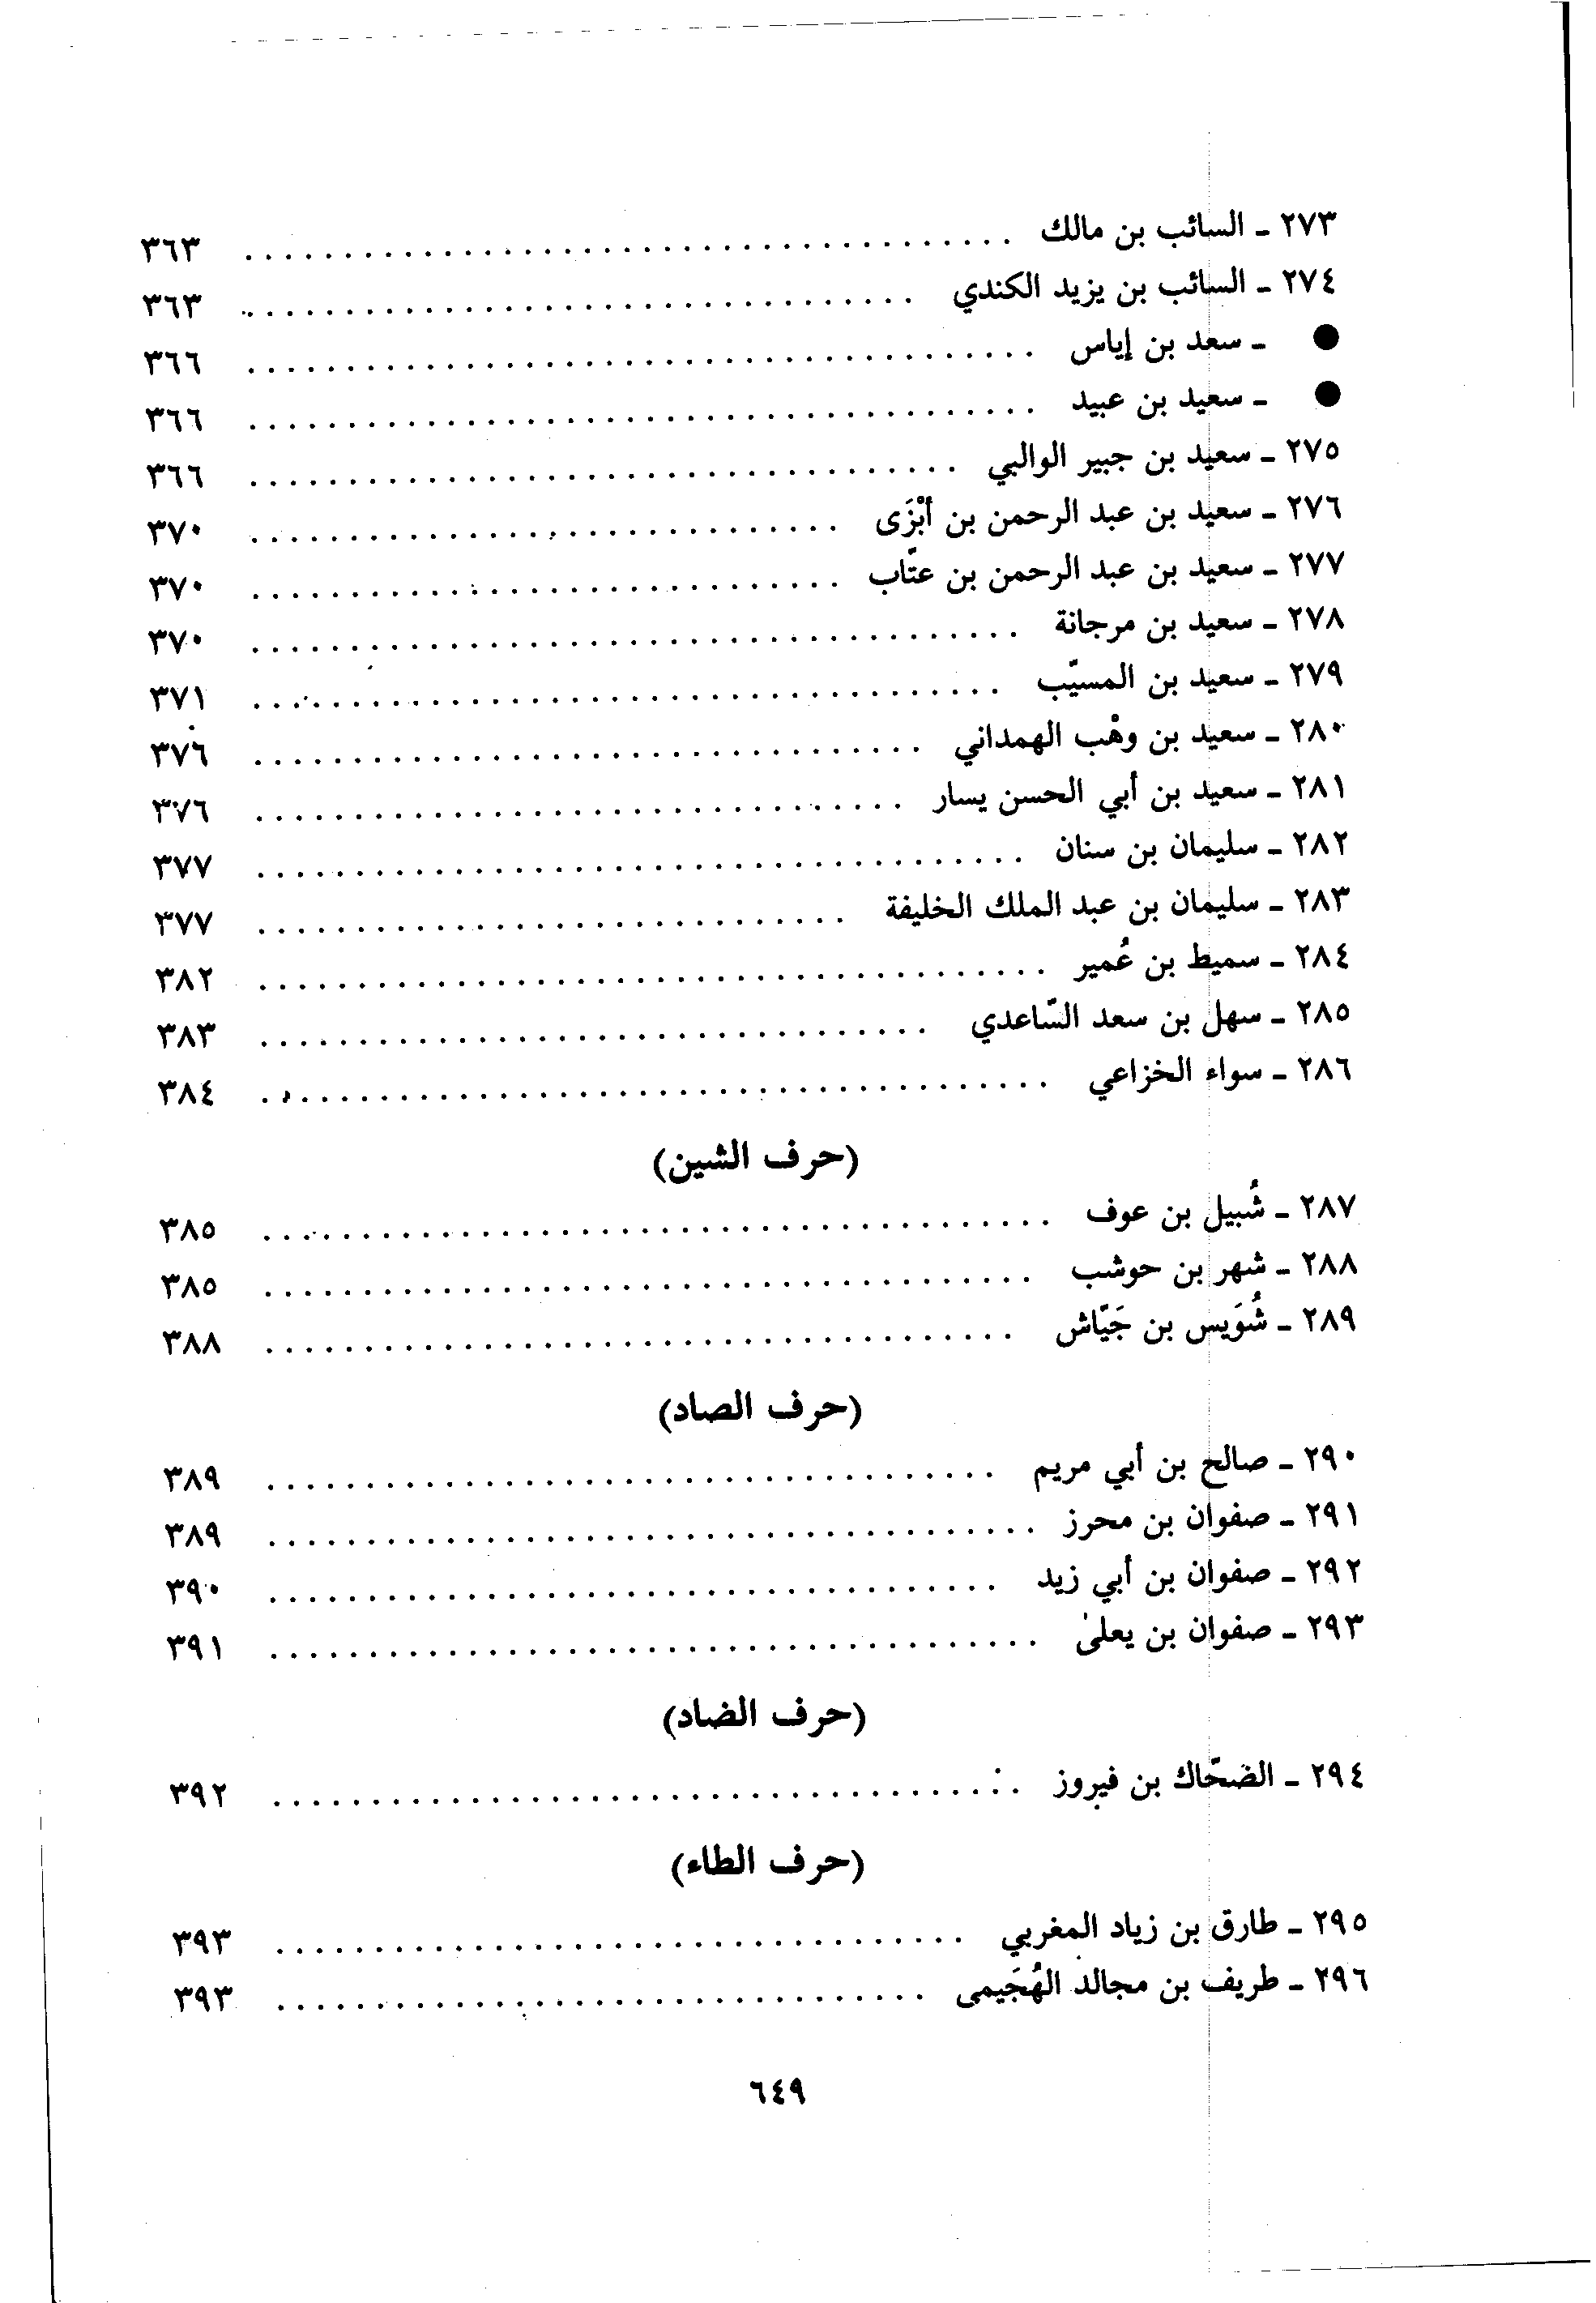 ٢٧٣ ـ السائب بن مالك ........................................ ٣٦٣
٢٧٤ ـ السائب بن يزيد الكندي ................................... ٣٦٣
● ـ سعد بن إياس ......................................... ٣٦٦
● ـ سعيد بن عبيد ......................................... ٣٦٦
٢٧٥ ـ سعيد بن جبير الوالبي ..................................... ٣٦٦
٢٧٦ ـ سعيد بن عبد الرحمن بن أبْزَى ............................... ٣٧٠
٢٧٧ ـ سعيد بن عبد الرحمن بن عتّاب ............................... ٣٧٠
٢٧٨ ـ سعيد بن مرجانة ........................................ ٣٧٠
٢٧٩ ـ سعيد بن المسيّب ....................................... ٣٧١
٢٨٠ ـ سعيد بن وهْب الهمداني ................................... ٣٧٦
٢٨١ ـ سعيد بن أبي الحسن يسار .................................. ٣٧٦
٢٨٢ ـ سليمان بن سنان ........................................ ٣٧٧
٢٨٣ ـ سليمان بن عبد الملك الخليفة ............................... ٣٧٧
٢٨٤ ـ سميط بن عُمير ......................................... ٣٨٢
٢٨٥ ـ سهل بن سعد السّاعدي ................................... ٣٨٣
٢٨٦ ـ سواء الخزاعي ......................................... ٣٨٤
(حرف الشين)
٢٨٧ ـ شُبيل بن عوف ......................................... ٣٨٥
٢٨٨ ـ شهر بن حوشب ........................................ ٣٨٥
٢٨٩ ـ شُوَيس بن جَيّاش ....................................... ٣٨٨
(حرف الصاد)
٢٩٠ ـ صالح بن أبي مريم ...................................... ٣٨٩
٢٩١ ـ صفوان بن محرز ........................................ ٣٨٩
٢٩٢ ـ صفوان بن أبي زيد ...................................... ٣٩٠
٢٩٣ ـ صفوان بن يعلىٰ ........................................ ٣٩١
(حرف الضاد)
٢٩٤ ـ الضحّاك بن فيروز ....................................... ٣٩٢
(حرف الطاء)
٢٩٥ ـ طارق بن زياد المغربي .................................... ٣٩٣
٢٩٦ ـ طريف بن مجالد الهُجَيمى .................................. ٣٩٣
٦٤٩